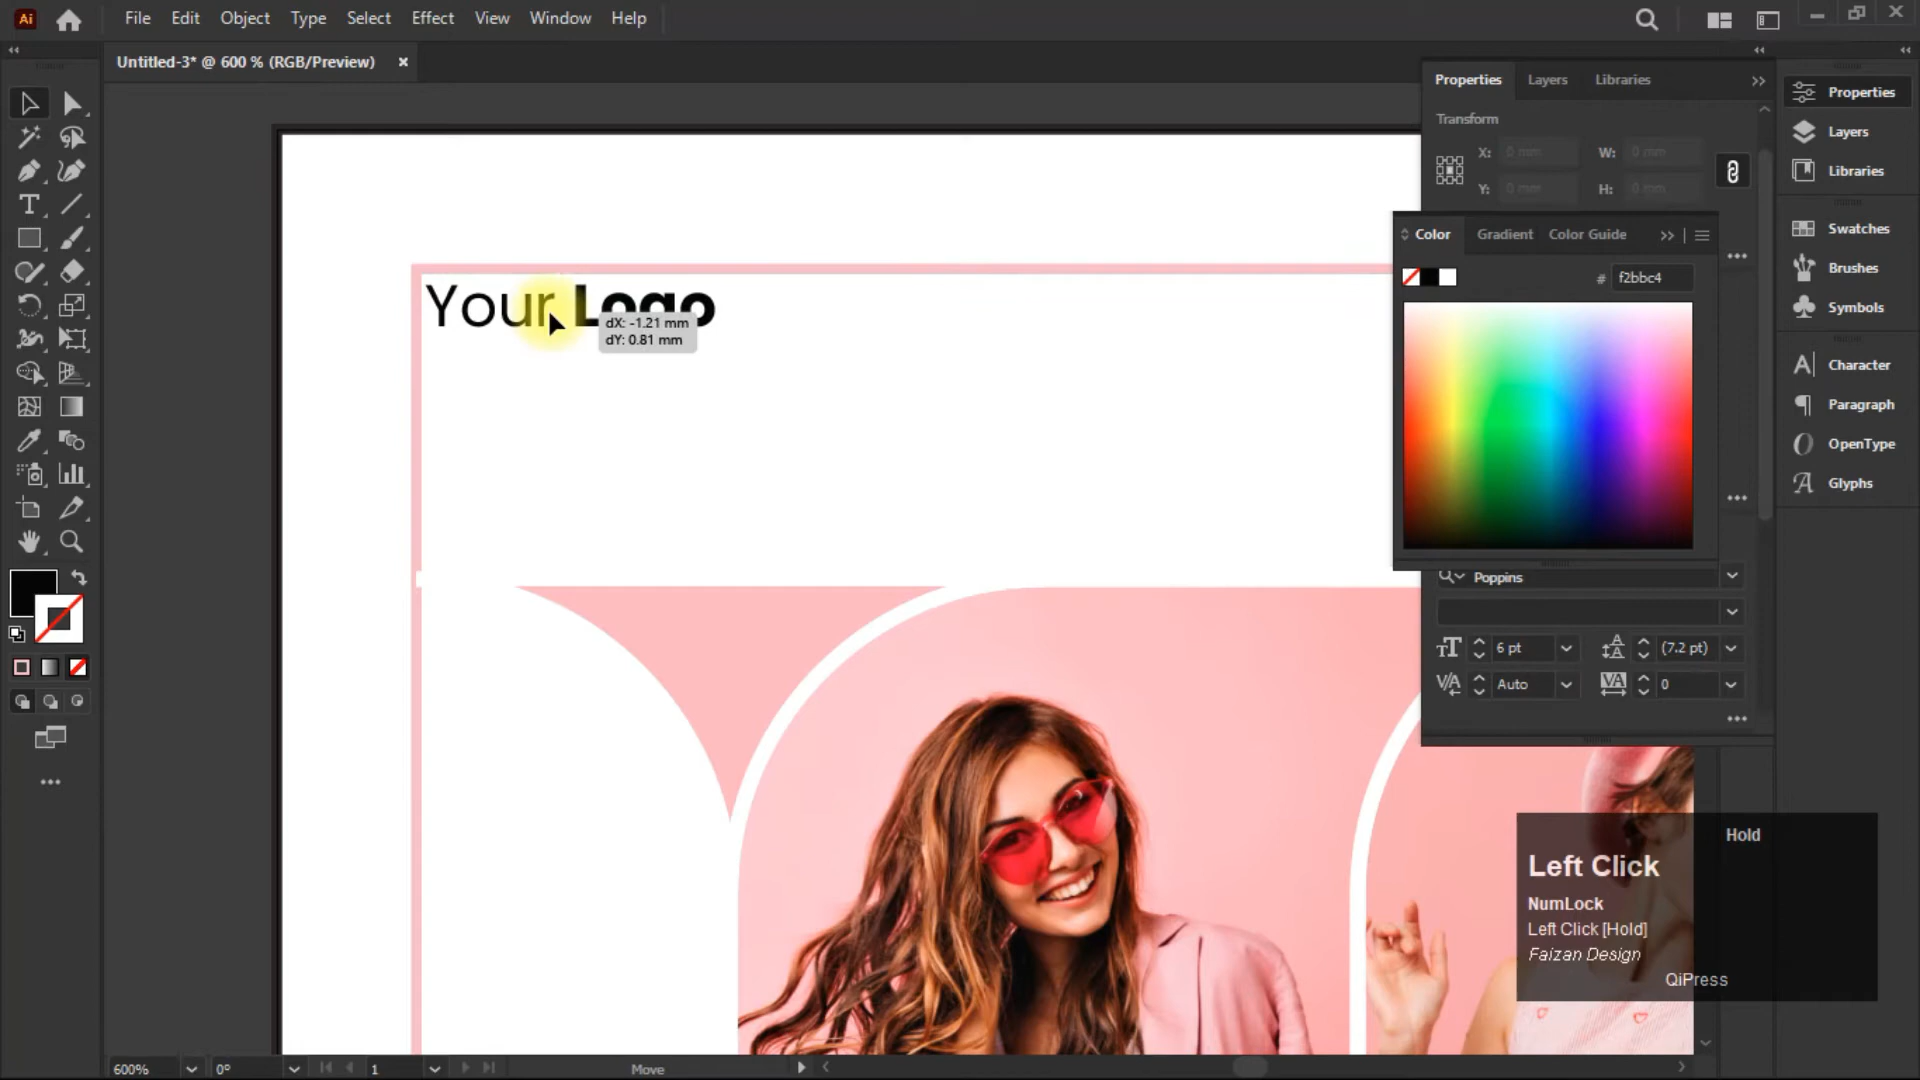 Ai
File Edit Object Type Select Effect View Window Help
Untitled-3* @ 600 % (RGB/Preview) ×
Properties Layers Libraries
Transform
X: 0 mm W: 0 mm
Y: 0 mm H: 0 mm
Color Gradient Color Guide
# f2bbc4
Poppins
6 pt (7.2 pt)
Auto 0
Properties
Layers
Libraries
Swatches
Brushes
Symbols
Character
Paragraph
OpenType
Glyphs
Your Logo
dX: -1.21 mm
dY: 0.81 mm
Hold
Left Click
NumLock
Left Click [Hold]
Faizan Design
QiPress
600% 0° 1 Move